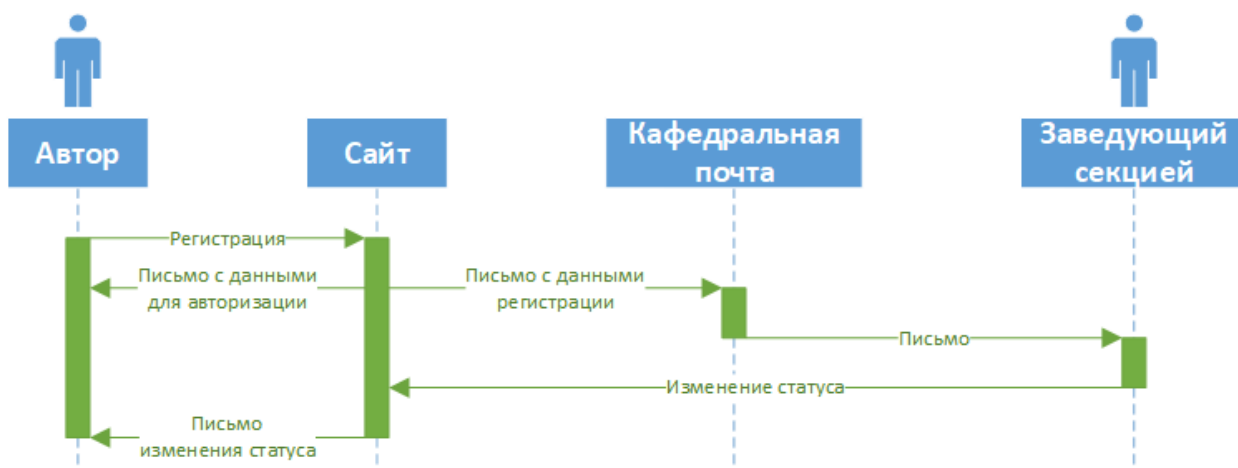 Автор
Сайт
Кафедральная
почта
Заведующий
секцией
Регистрация
Письмо с данными
для авторизации
Письмо с данными
регистрации
Письмо
Изменение статуса
Письмо
изменения статуса